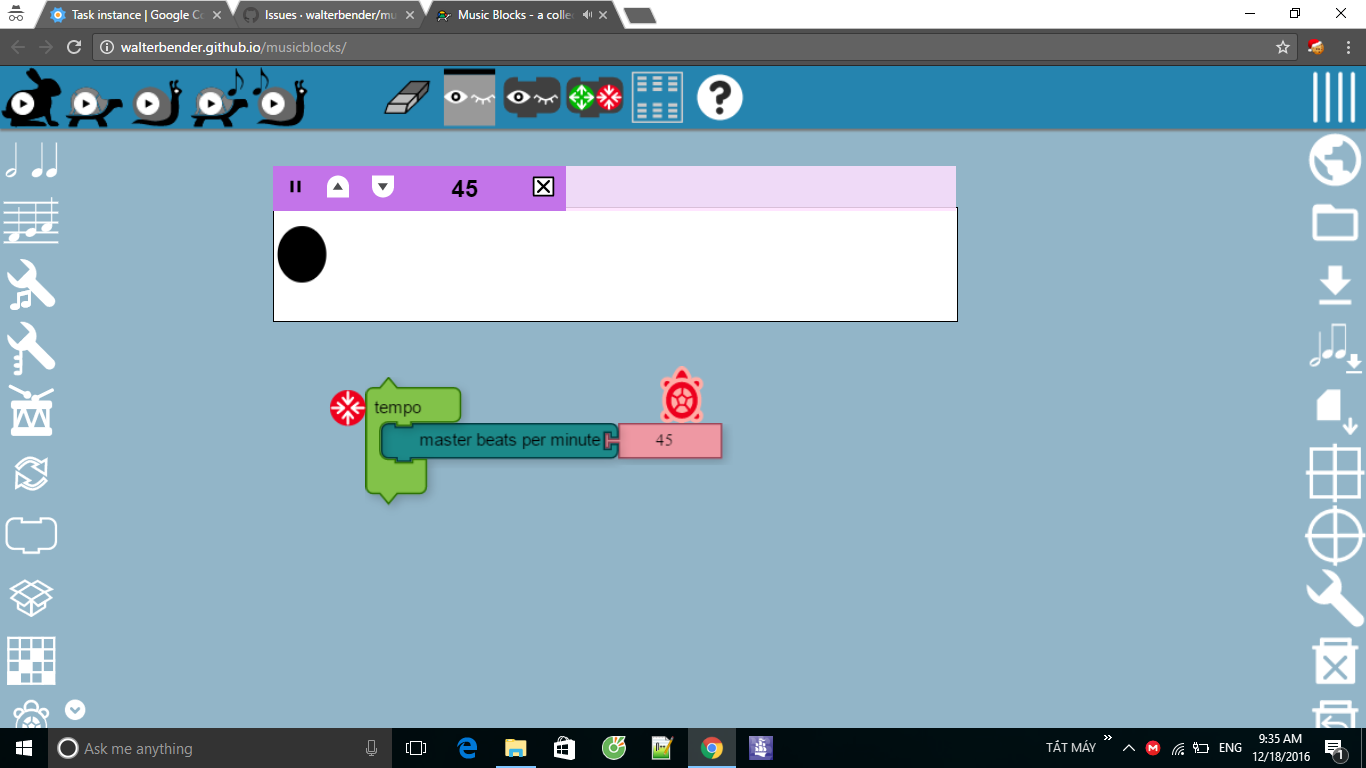 Task instance | Google Co
Issues · walterbender/mu
Music Blocks - a colle
walterbender.github.io/musicblocks/
?
45
tempo
master beats per minute
45
Ask me anything
TẮT MÁY
ENG
9:35 AM
12/18/2016
1